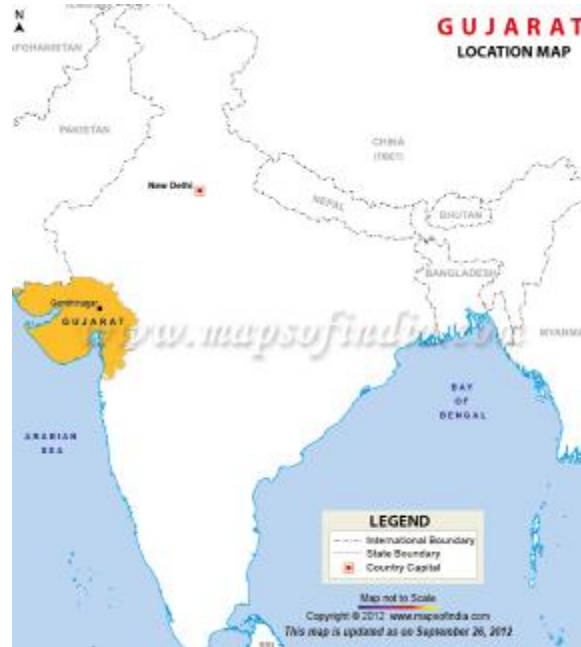 N
GUJARAT
LOCATION MAP
AFGHANISTAN
PAKISTAN
CHINA
(TIBET)
New Delhi
NEPAL
BHUTAN
BANGLADESH
Gandhinagar
GUJARAT
www.mapsofindia.com
MYANMAR
BAY
OF
BENGAL
ARABIAN
SEA
LEGEND
International Boundary
State Boundary
Country Capital
Map not to Scale
Copyright © 2012 www.mapsofindia.com
This map is updated as on September 26, 2012
SRI